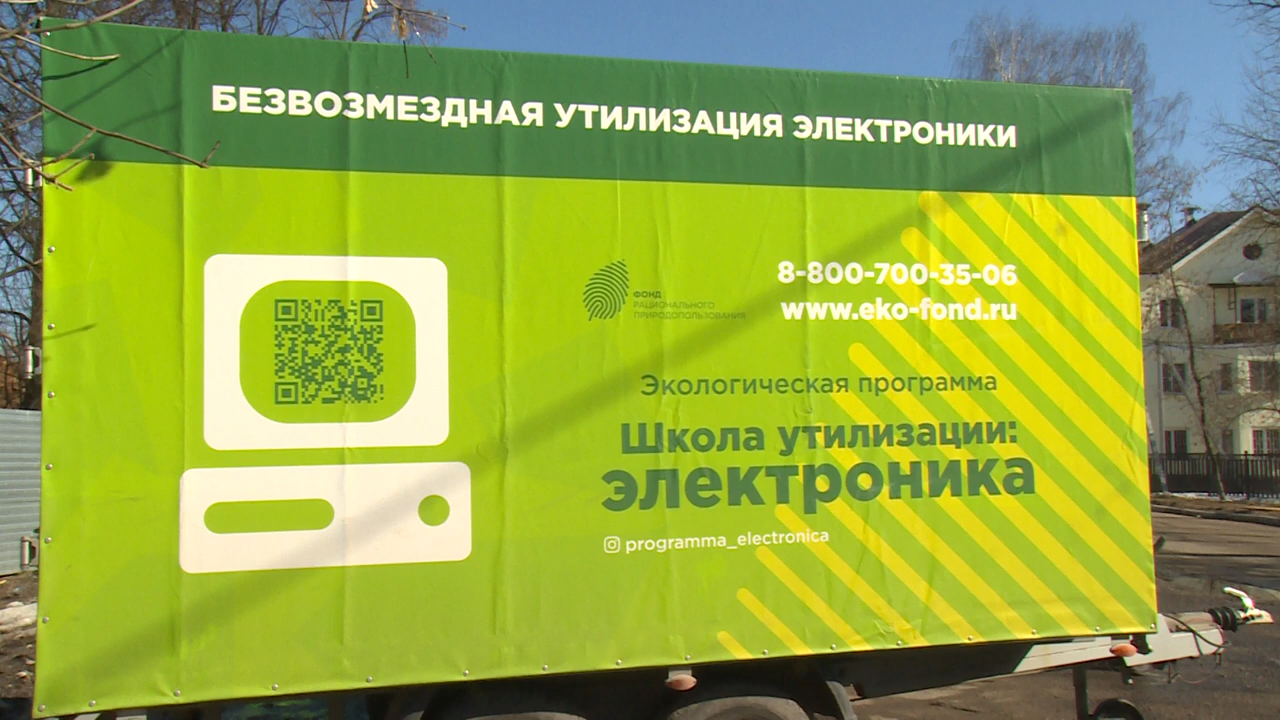 БЕЗВОЗМЕЗДНАЯ УТИЛИЗАЦИЯ ЭЛЕКТРОНИКИ
ФОНД
РАЦИОНАЛЬНОГО
ПРИРОДОПОЛЬЗОВАНИЯ
8-800-700-35-06
www.eko-fond.ru
Экологическая программа
Школа утилизации:
электроника
programma_electronica